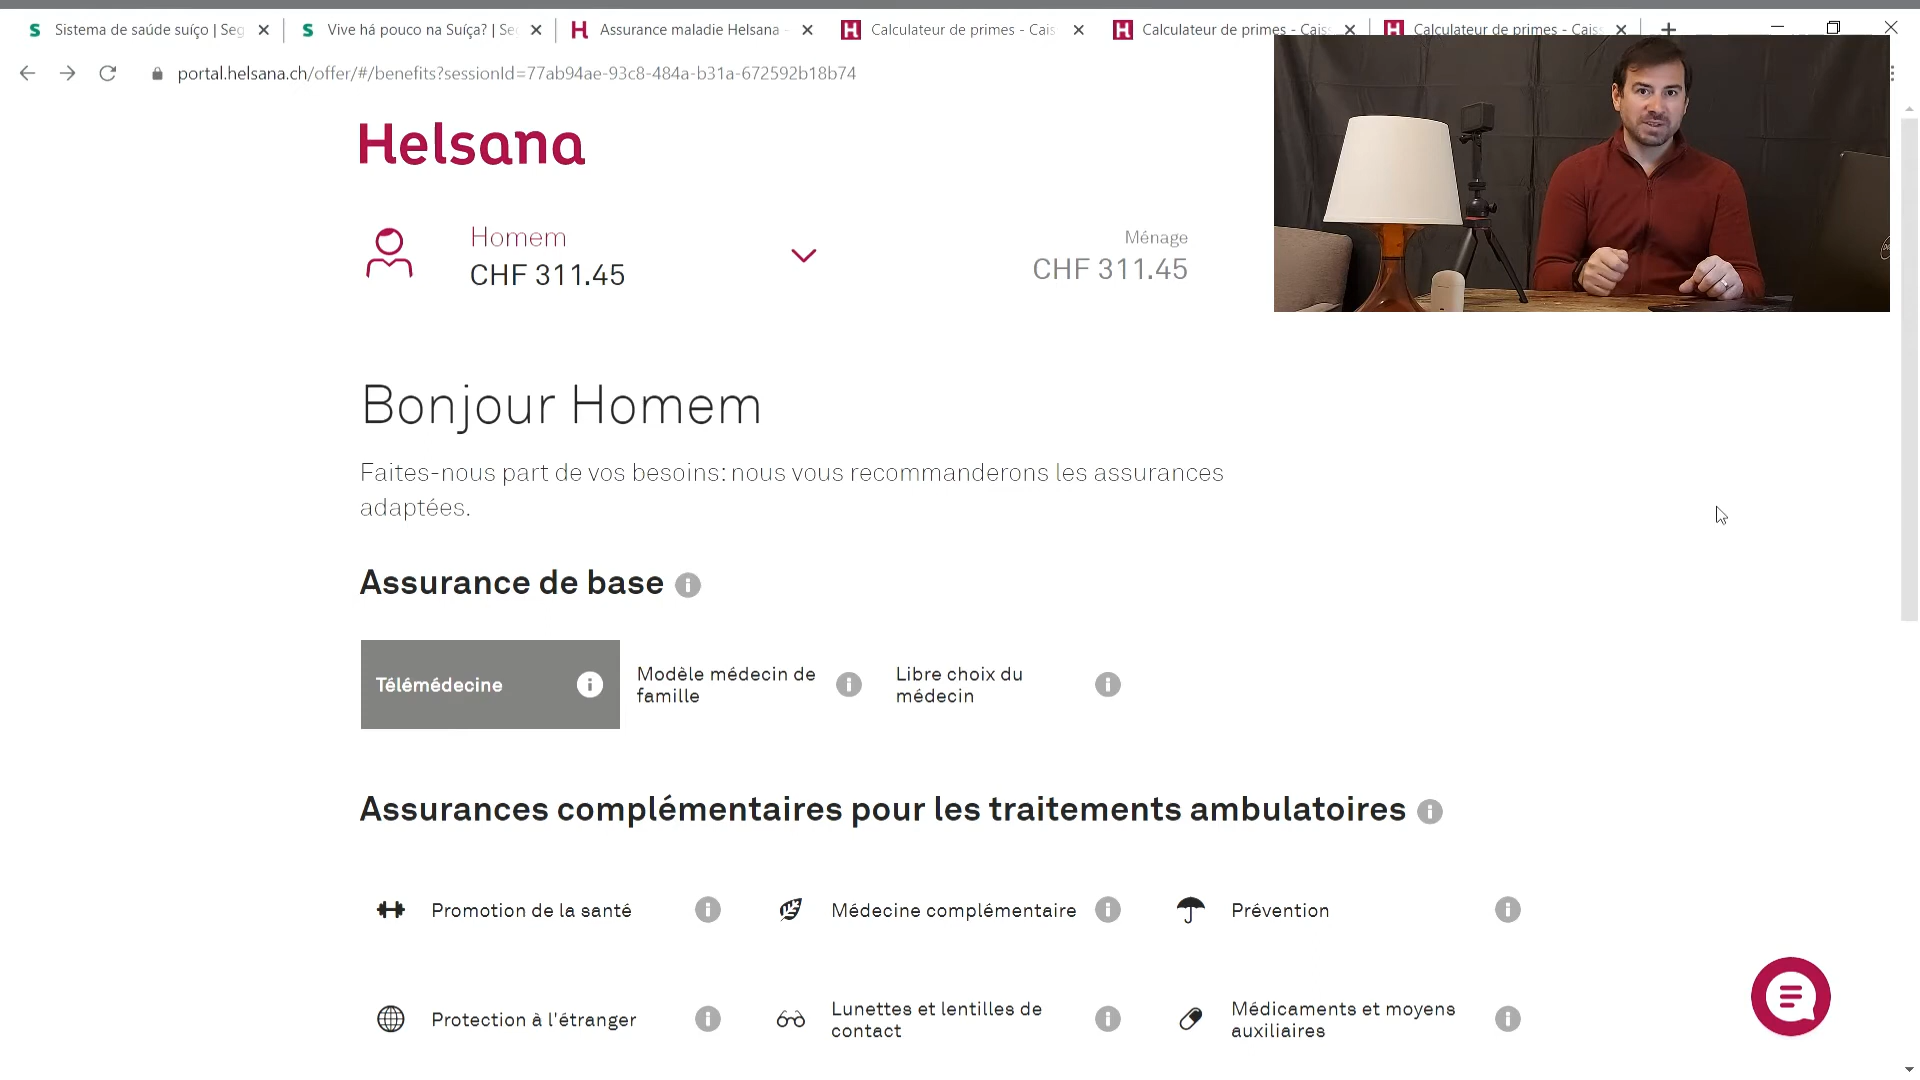 Sistema de saúde suíço | Seg
Vive há pouco na Suíça? | Se
Assurance maladie Helsana -
Calculateur de primes - Cais
Calculateur de primes - Caiss
Calculateur de primes - Caiss
portal.helsana.ch/offer/#/benefits?sessionId=77ab94ae-93c8-484a-b31a-672592b18b74
Helsana
Homem
CHF 311.45
Ménage
CHF 311.45
Bonjour Homem
Faites-nous part de vos besoins: nous vous recommanderons les assurances
adaptées.
Assurance de base
Télémédecine
Modèle médecin de
famille
Libre choix du
médecin
Assurances complémentaires pour les traitements ambulatoires
Promotion de la santé
Médecine complémentaire
Prévention
Protection à l'étranger
Lunettes et lentilles de
contact
Médicaments et moyens
auxiliaires